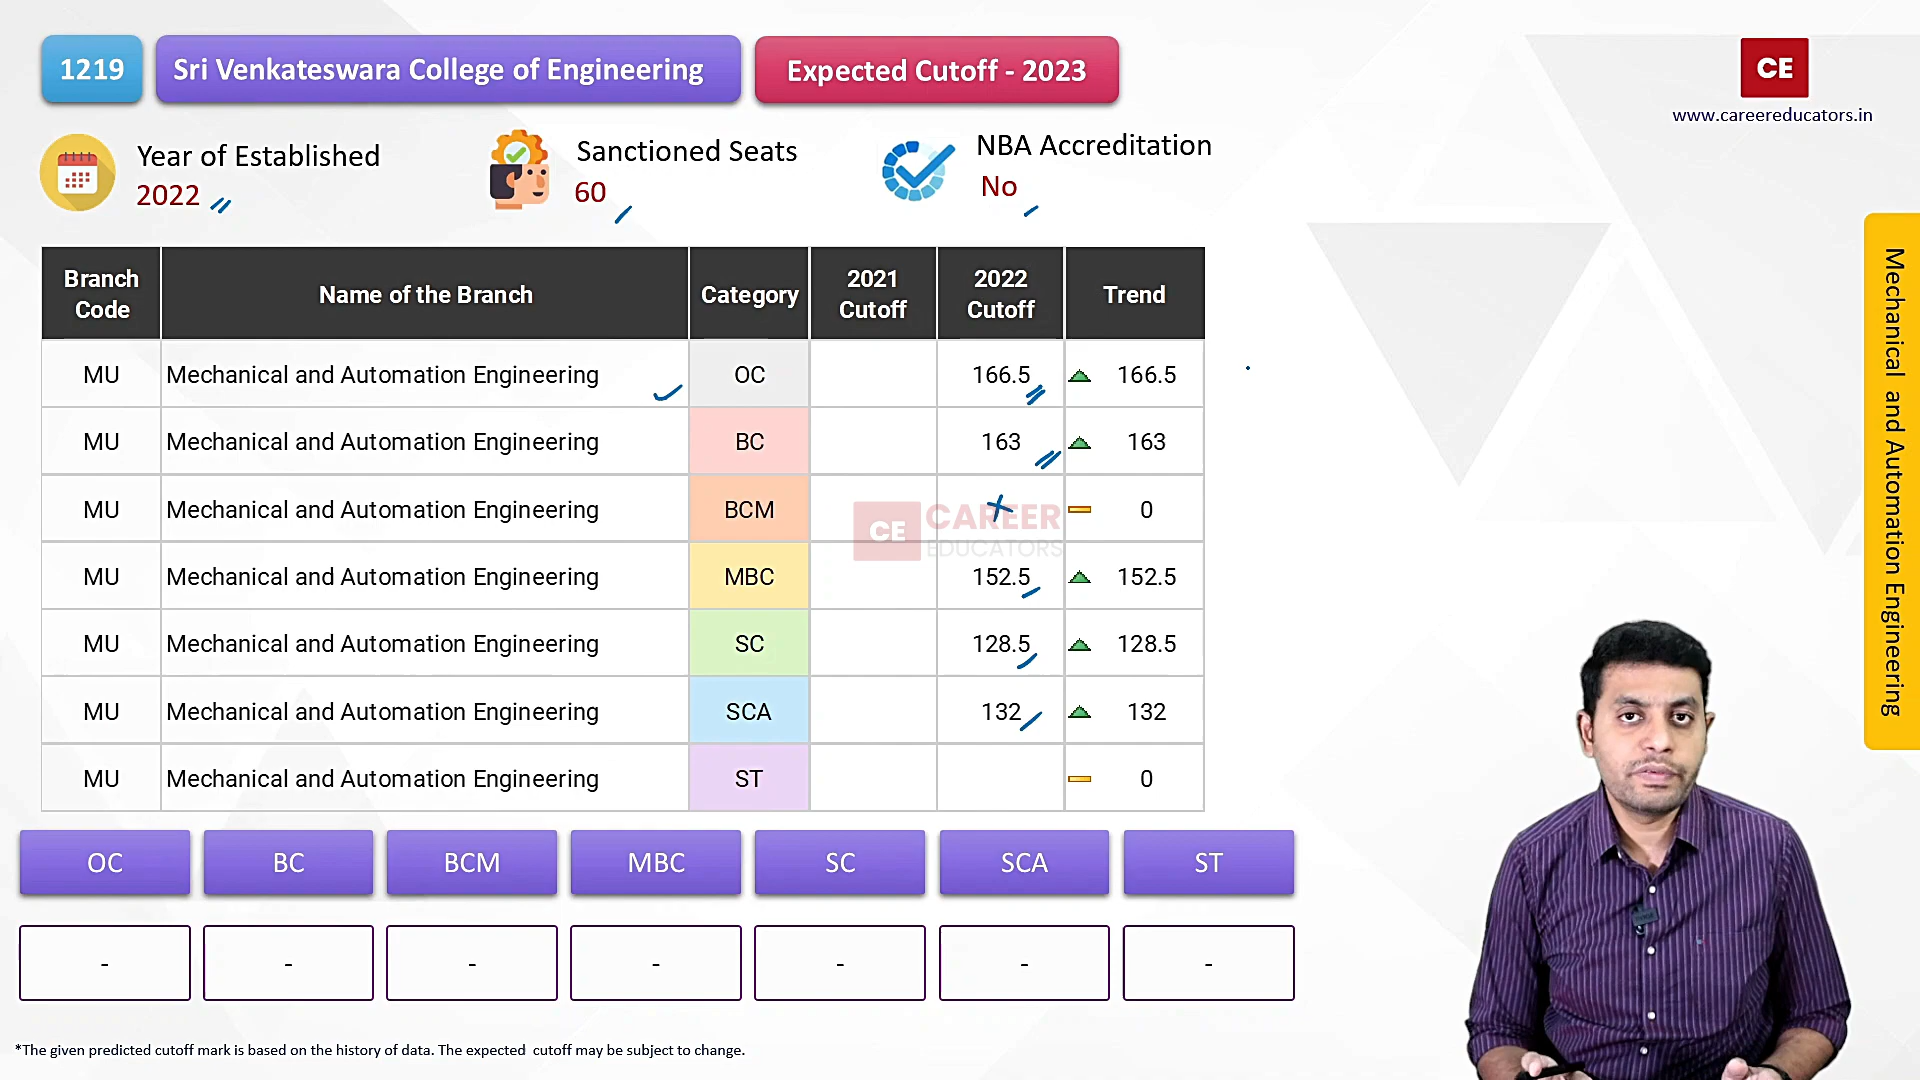 1219
Sri Venkateswara College of Engineering
Expected Cutoff - 2023
CE
www.careereducators.in
Year of Established
2022
Sanctioned Seats
60
NBA Accreditation
No
Branch Code Name of the Branch Category 2021 Cutoff 2022 Cutoff Trend
MU Mechanical and Automation Engineering OC 166.5 166.5
MU Mechanical and Automation Engineering BC 163 163
MU Mechanical and Automation Engineering BCM 0
MU Mechanical and Automation Engineering MBC 152.5 152.5
MU Mechanical and Automation Engineering SC 128.5 128.5
MU Mechanical and Automation Engineering SCA 132 132
MU Mechanical and Automation Engineering ST 0
CE CAREER
EDUCATORS
Mechanical and Automation Engineering
OC BC BCM MBC SC SCA ST
- - - - - - -
*The given predicted cutoff mark is based on the history of data. The expected cutoff may be subject to change.